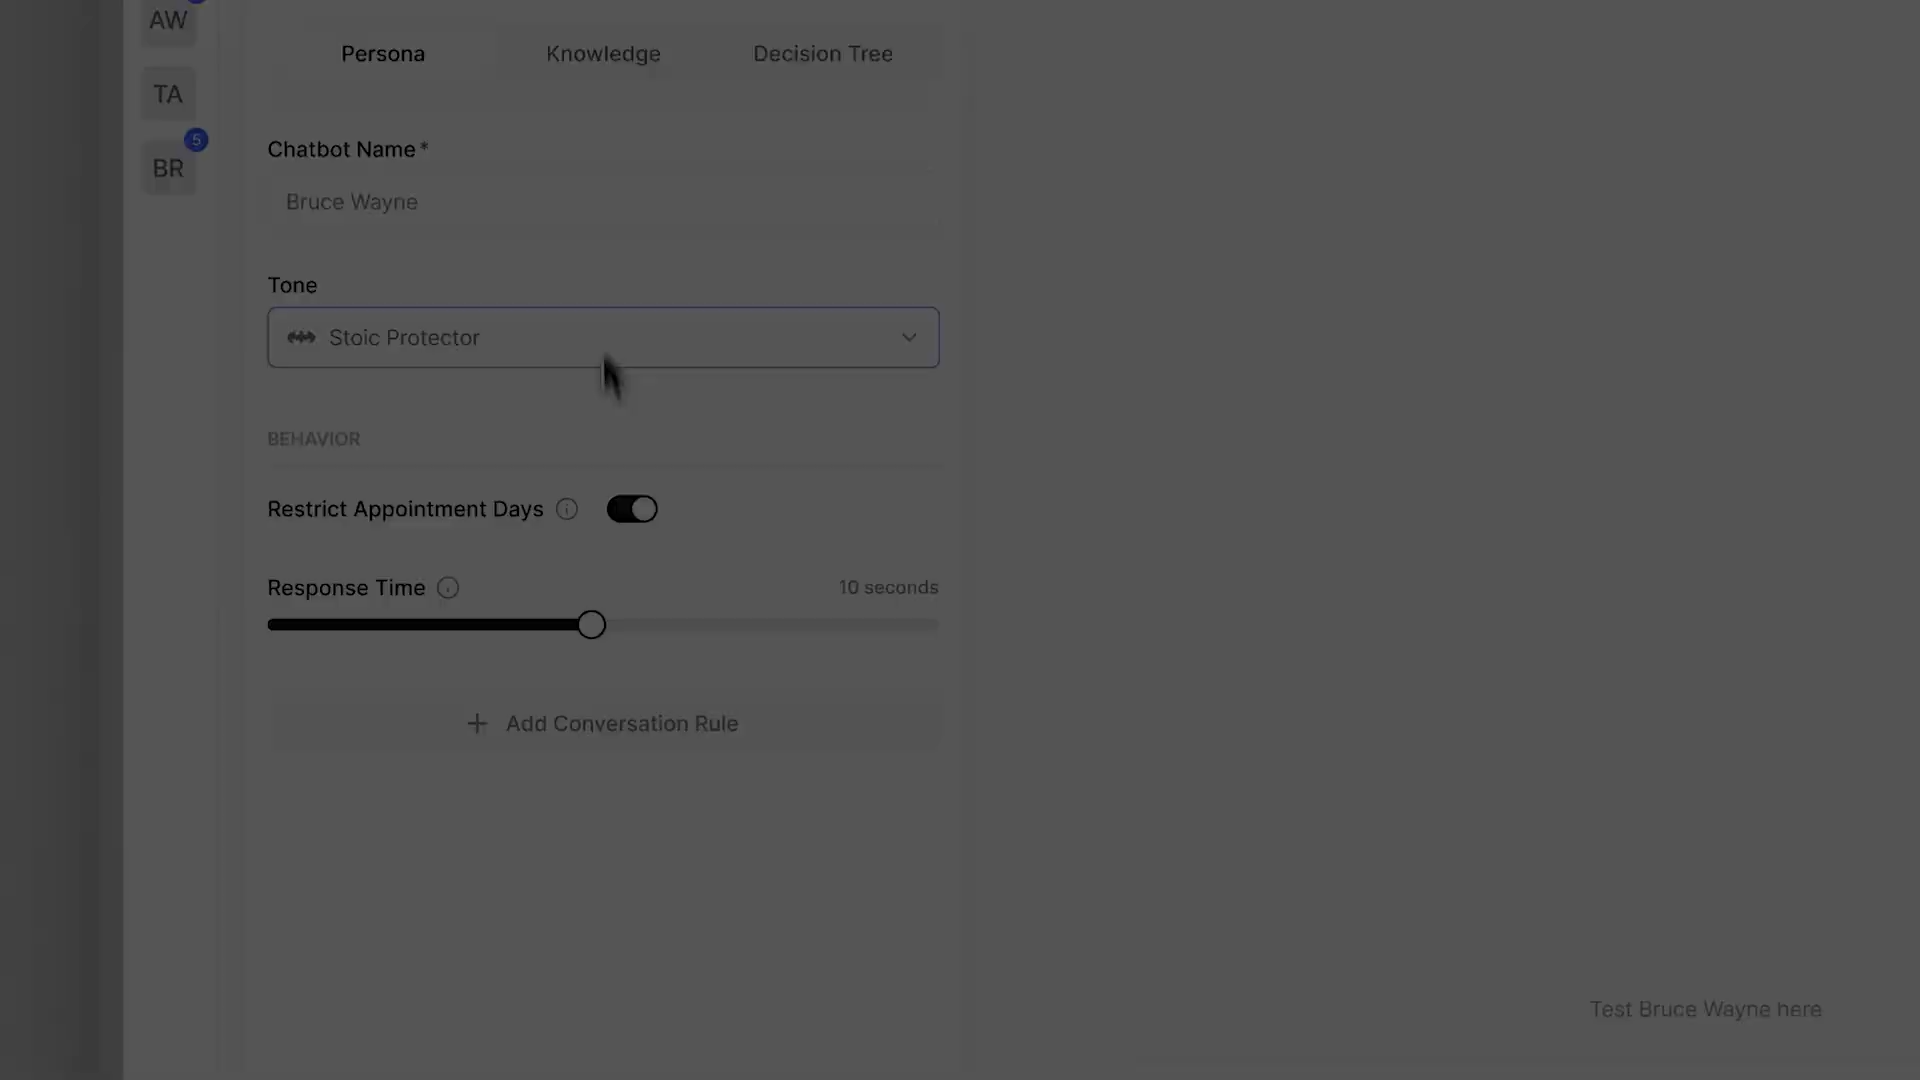 AW
TA
5
BR
Persona
Knowledge
Decision Tree
Chatbot Name*
Bruce Wayne
Tone
Stoic Protector
BEHAVIOR
Restrict Appointment Days
Response Time
10 seconds
Add Conversation Rule
Test Bruce Wayne here